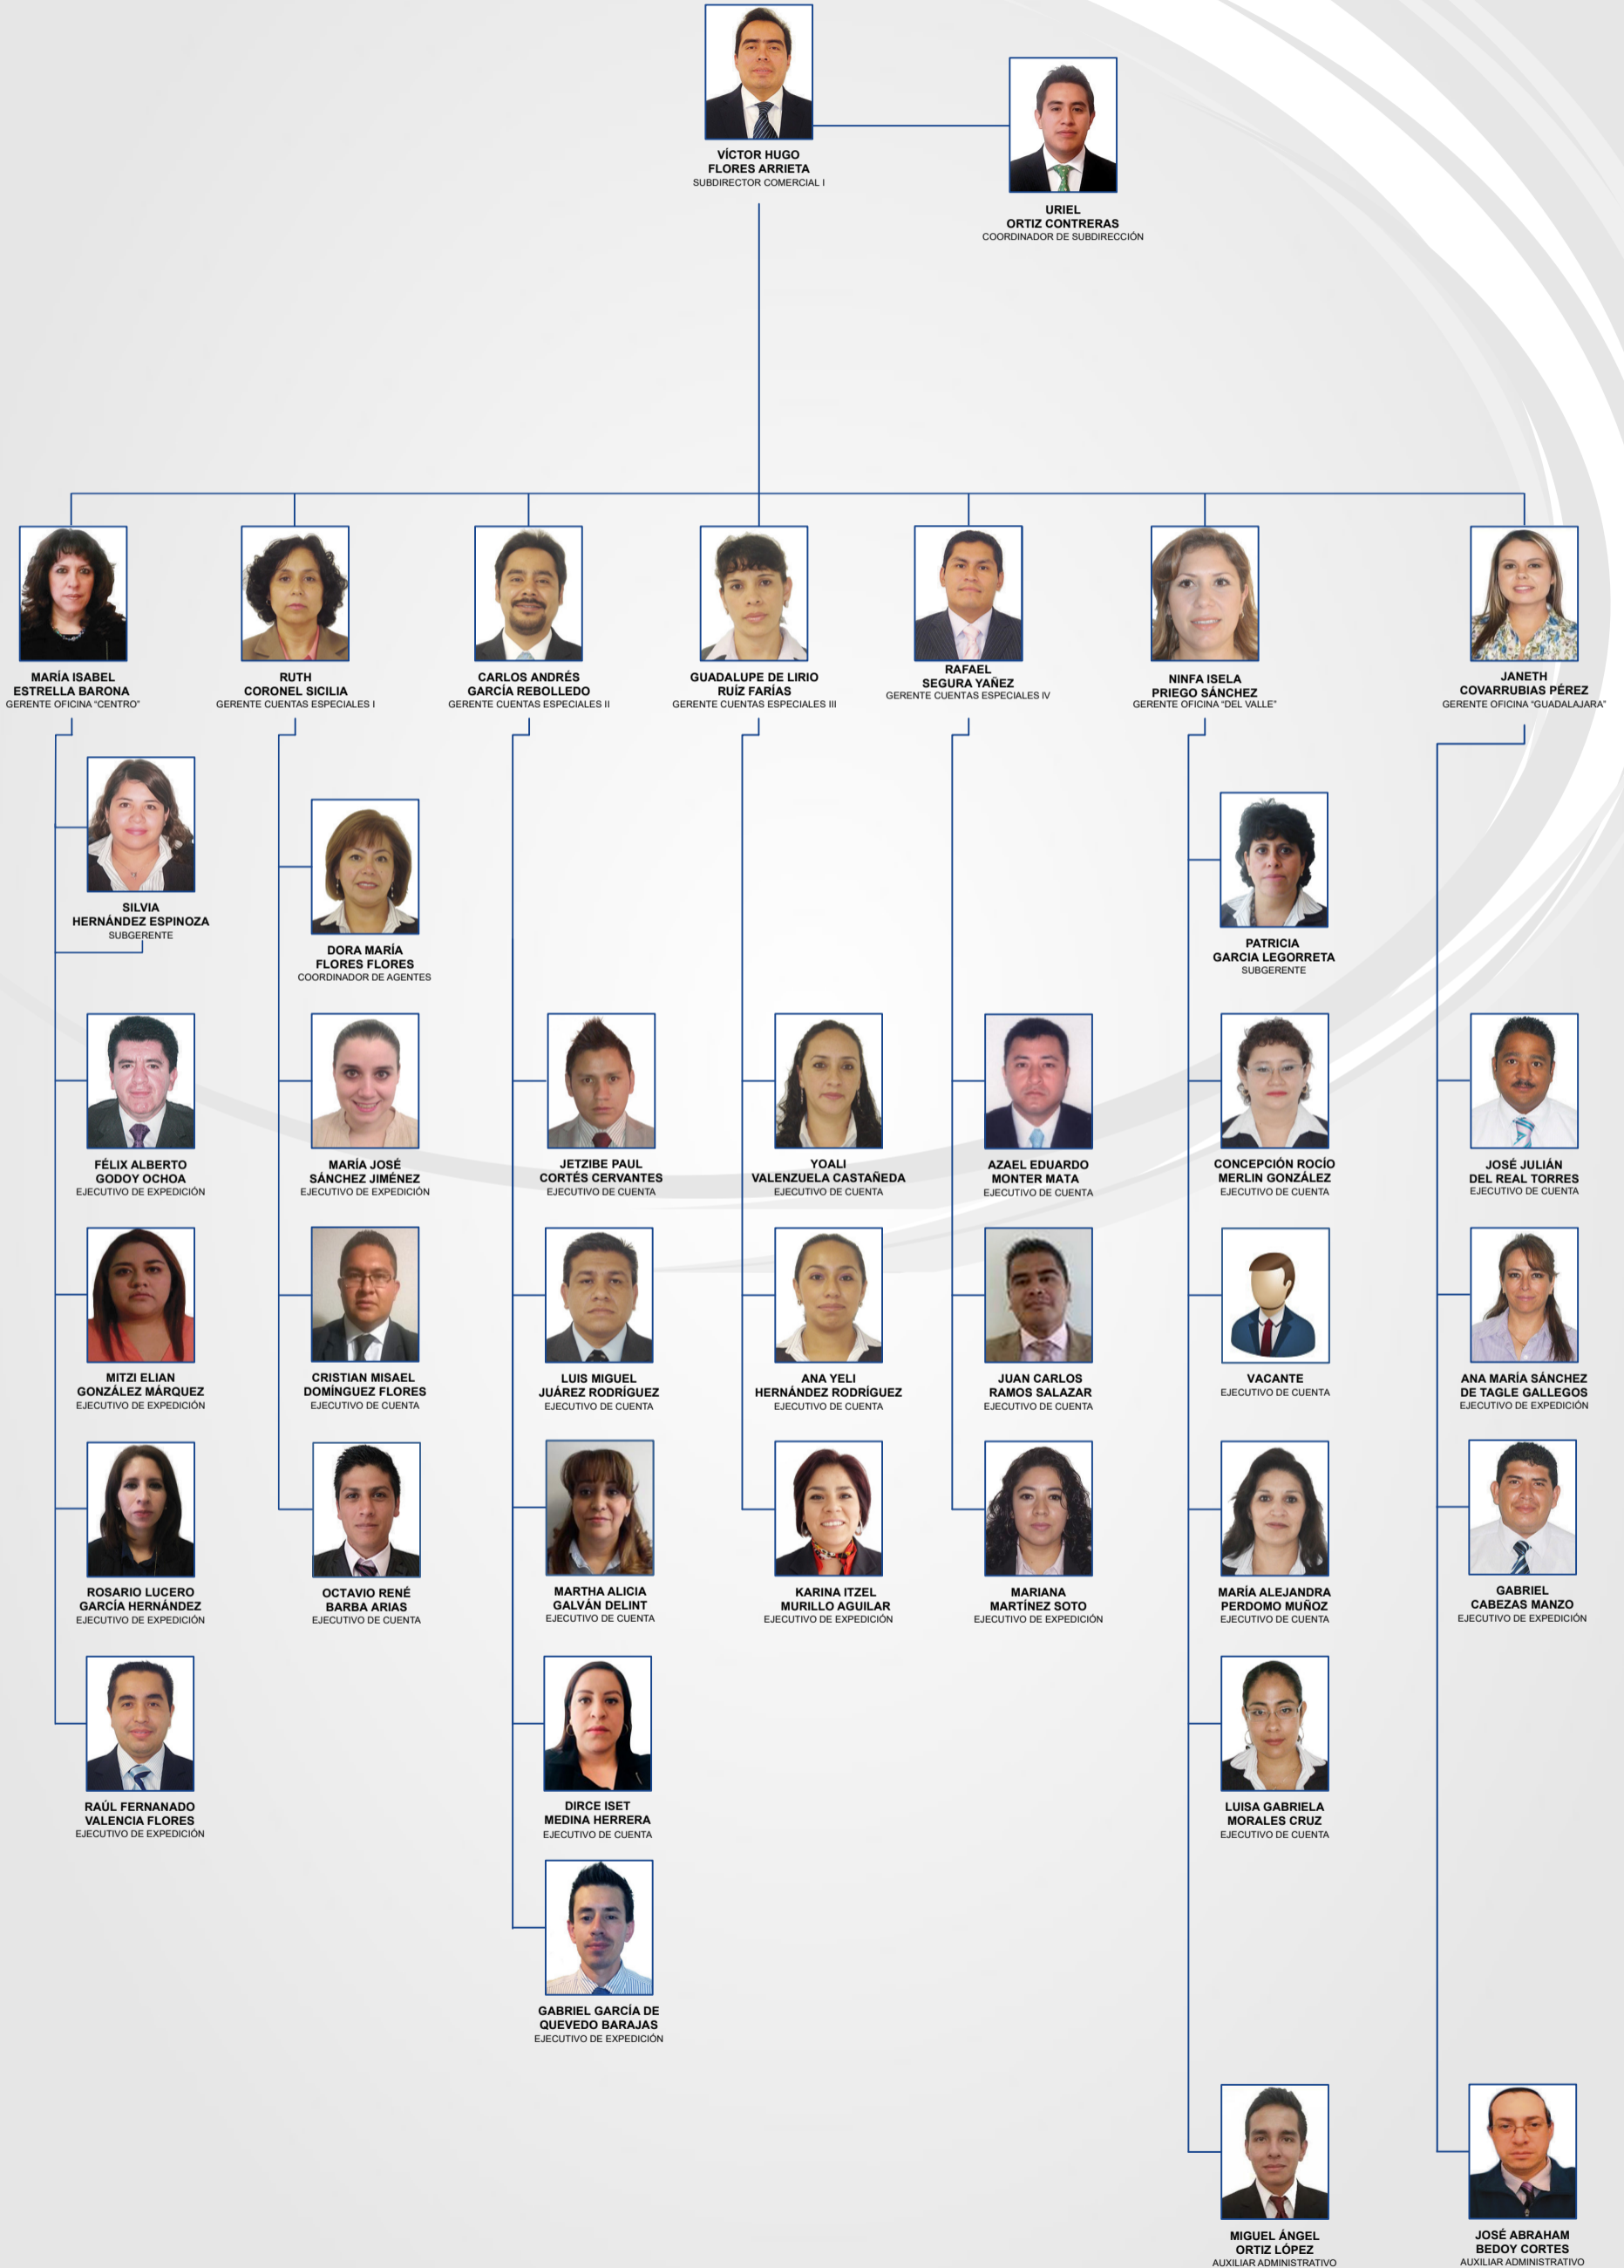 VÍCTOR HUGO
FLORES ARRIETA
SUBDIRECTOR COMERCIAL I
URIEL
ORTIZ CONTRERAS
COORDINADOR DE SUBDIRECCIÓN
MARÍA ISABEL
ESTRELLA BARONA
GERENTE OFICINA "CENTRO"
RUTH
CORONEL SICILIA
GERENTE CUENTAS ESPECIALES I
CARLOS ANDRÉS
GARCÍA REBOLLEDO
GERENTE CUENTAS ESPECIALES II
GUADALUPE DE LIRIO
RUÍZ FARÍAS
GERENTE CUENTAS ESPECIALES III
RAFAEL
SEGURA YAÑEZ
GERENTE CUENTAS ESPECIALES IV
NINFA ISELA
PRIEGO SÁNCHEZ
GERENTE OFICINA "DEL VALLE"
JANETH
COVARRUBIAS PÉREZ
GERENTE OFICINA "GUADALAJARA"
SILVIA
HERNÁNDEZ ESPINOZA
SUBGERENTE
DORA MARÍA
FLORES FLORES
COORDINADOR DE AGENTES
PATRICIA
GARCIA LEGORRETA
SUBGERENTE
FÉLIX ALBERTO
GODOY OCHOA
EJECUTIVO DE EXPEDICIÓN
MARÍA JOSÉ
SÁNCHEZ JIMÉNEZ
EJECUTIVO DE EXPEDICIÓN
JETZIBE PAUL
CORTÉS CERVANTES
EJECUTIVO DE CUENTA
YOALI
VALENZUELA CASTAÑEDA
EJECUTIVO DE CUENTA
AZAEL EDUARDO
MONTER MATA
EJECUTIVO DE CUENTA
CONCEPCIÓN ROCÍO
MERLIN GONZÁLEZ
EJECUTIVO DE CUENTA
JOSÉ JULIÁN
DEL REAL TORRES
EJECUTIVO DE CUENTA
MITZI ELIAN
GONZÁLEZ MÁRQUEZ
EJECUTIVO DE EXPEDICIÓN
CRISTIAN MISAEL
DOMÍNGUEZ FLORES
EJECUTIVO DE CUENTA
LUIS MIGUEL
JUÁREZ RODRÍGUEZ
EJECUTIVO DE CUENTA
ANA YELI
HERNÁNDEZ RODRÍGUEZ
EJECUTIVO DE CUENTA
JUAN CARLOS
RAMOS SALAZAR
EJECUTIVO DE CUENTA
VACANTE
EJECUTIVO DE CUENTA
ANA MARÍA SÁNCHEZ
DE TAGLE GALLEGOS
EJECUTIVO DE EXPEDICIÓN
ROSARIO LUCERO
GARCÍA HERNÁNDEZ
EJECUTIVO DE EXPEDICIÓN
OCTAVIO RENÉ
BARBA ARIAS
EJECUTIVO DE CUENTA
MARTHA ALICIA
GALVÁN DELINT
EJECUTIVO DE CUENTA
KARINA ITZEL
MURILLO AGUILAR
EJECUTIVO DE EXPEDICIÓN
MARIANA
MARTÍNEZ SOTO
EJECUTIVO DE EXPEDICIÓN
MARÍA ALEJANDRA
PERDOMO MUÑOZ
EJECUTIVO DE CUENTA
GABRIEL
CABEZAS MANZO
EJECUTIVO DE EXPEDICIÓN
RAÚL FERNANADO
VALENCIA FLORES
EJECUTIVO DE EXPEDICIÓN
DIRCE ISET
MEDINA HERRERA
EJECUTIVO DE CUENTA
LUISA GABRIELA
MORALES CRUZ
EJECUTIVO DE CUENTA
GABRIEL GARCÍA DE
QUEVEDO BARAJAS
EJECUTIVO DE EXPEDICIÓN
MIGUEL ÁNGEL
ORTIZ LÓPEZ
AUXILIAR ADMINISTRATIVO
JOSÉ ABRAHAM
BEDOY CORTES
AUXILIAR ADMINISTRATIVO